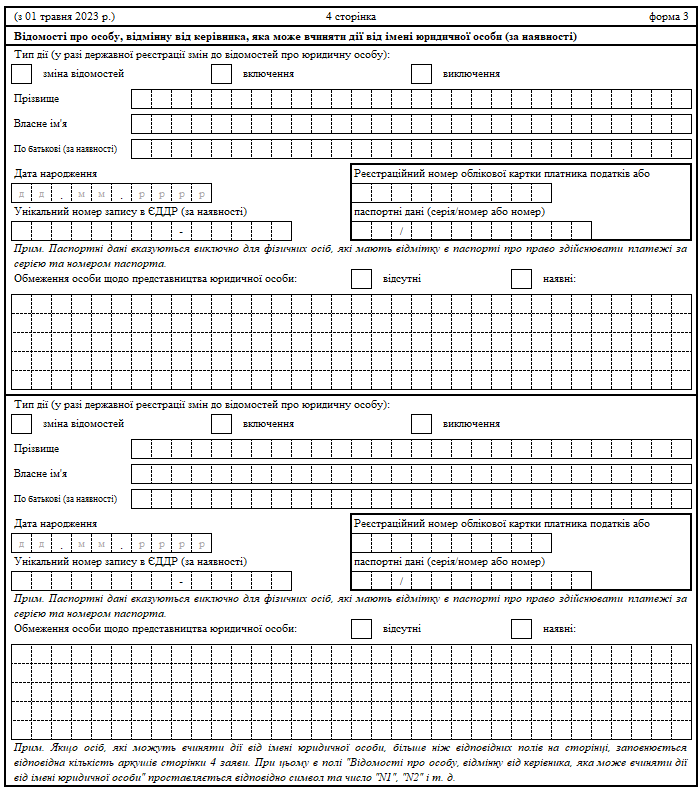 (з 01 травня 2023 р.) 4 сторінка форма 3
Відомості про особу, відмінну від керівника, яка може вчиняти дії від імені юридичної особи (за наявності)
Тип дії (у разі державної реєстрації змін до відомостей про юридичну особу):
зміна відомостей включення виключення
Прізвище
Власне ім'я
По батькові (за наявності)
Дата народження Реєстраційний номер облікової картки платника податків або
д д . м м . р р р р
Унікальний номер запису в ЄДДР (за наявності) паспортні дані (серія/номер або номер)
- /
Прим. Паспортні дані вказуються виключно для фізичних осіб, які мають відмітку в паспорті про право здійснювати платежі за
серією та номером паспорта.
Обмеження особи щодо представництва юридичної особи: відсутні наявні:
Тип дії (у разі державної реєстрації змін до відомостей про юридичну особу):
зміна відомостей включення виключення
Прізвище
Власне ім'я
По батькові (за наявності)
Дата народження Реєстраційний номер облікової картки платника податків або
д д . м м . р р р р
Унікальний номер запису в ЄДДР (за наявності) паспортні дані (серія/номер або номер)
- /
Прим. Паспортні дані вказуються виключно для фізичних осіб, які мають відмітку в паспорті про право здійснювати платежі за
серією та номером паспорта.
Обмеження особи щодо представництва юридичної особи: відсутні наявні:
Прим. Якщо осіб, які можуть вчиняти дії від імені юридичної особи, більше ніж відповідних полів на сторінці, заповнюється
відповідна кількість аркушів сторінки 4 заяви. При цьому в полі "Відомості про особу, відмінну від керівника, яка може вчиняти дії
від імені юридичної особи" проставляється відповідно символ та число "N1", "N2" і т. д.